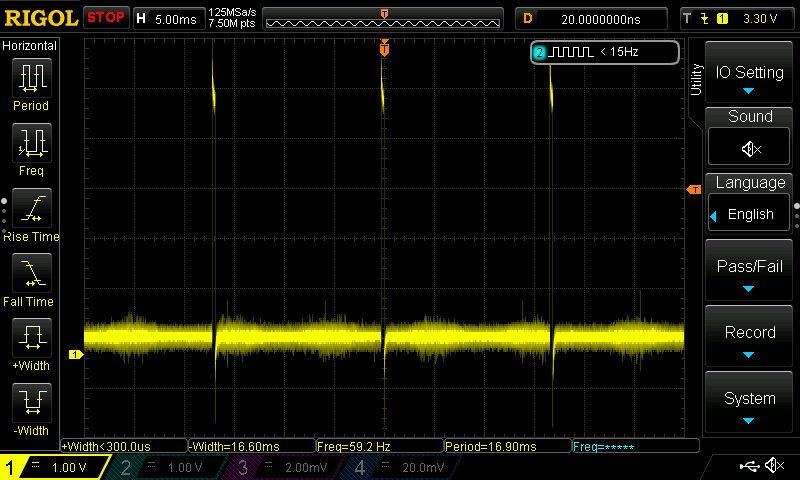 RIGOL STOP H 5.00ms 125MSa/s 7.50M pts T D 20.0000000ns T 1 3.30 V
Horizontal
Period
Freq
Rise Time
Fall Time
+Width
-Width
T
2 < 15Hz
T
1
Utility
IO Setting
Sound
Language
English
Pass/Fail
Record
System
+Width<300.0us -Width=16.60ms Freq=59.2 Hz Period=16.90ms Freq=*****
1 1.00 V 2 1.00 V 3 2.00mV 4 20.0mV